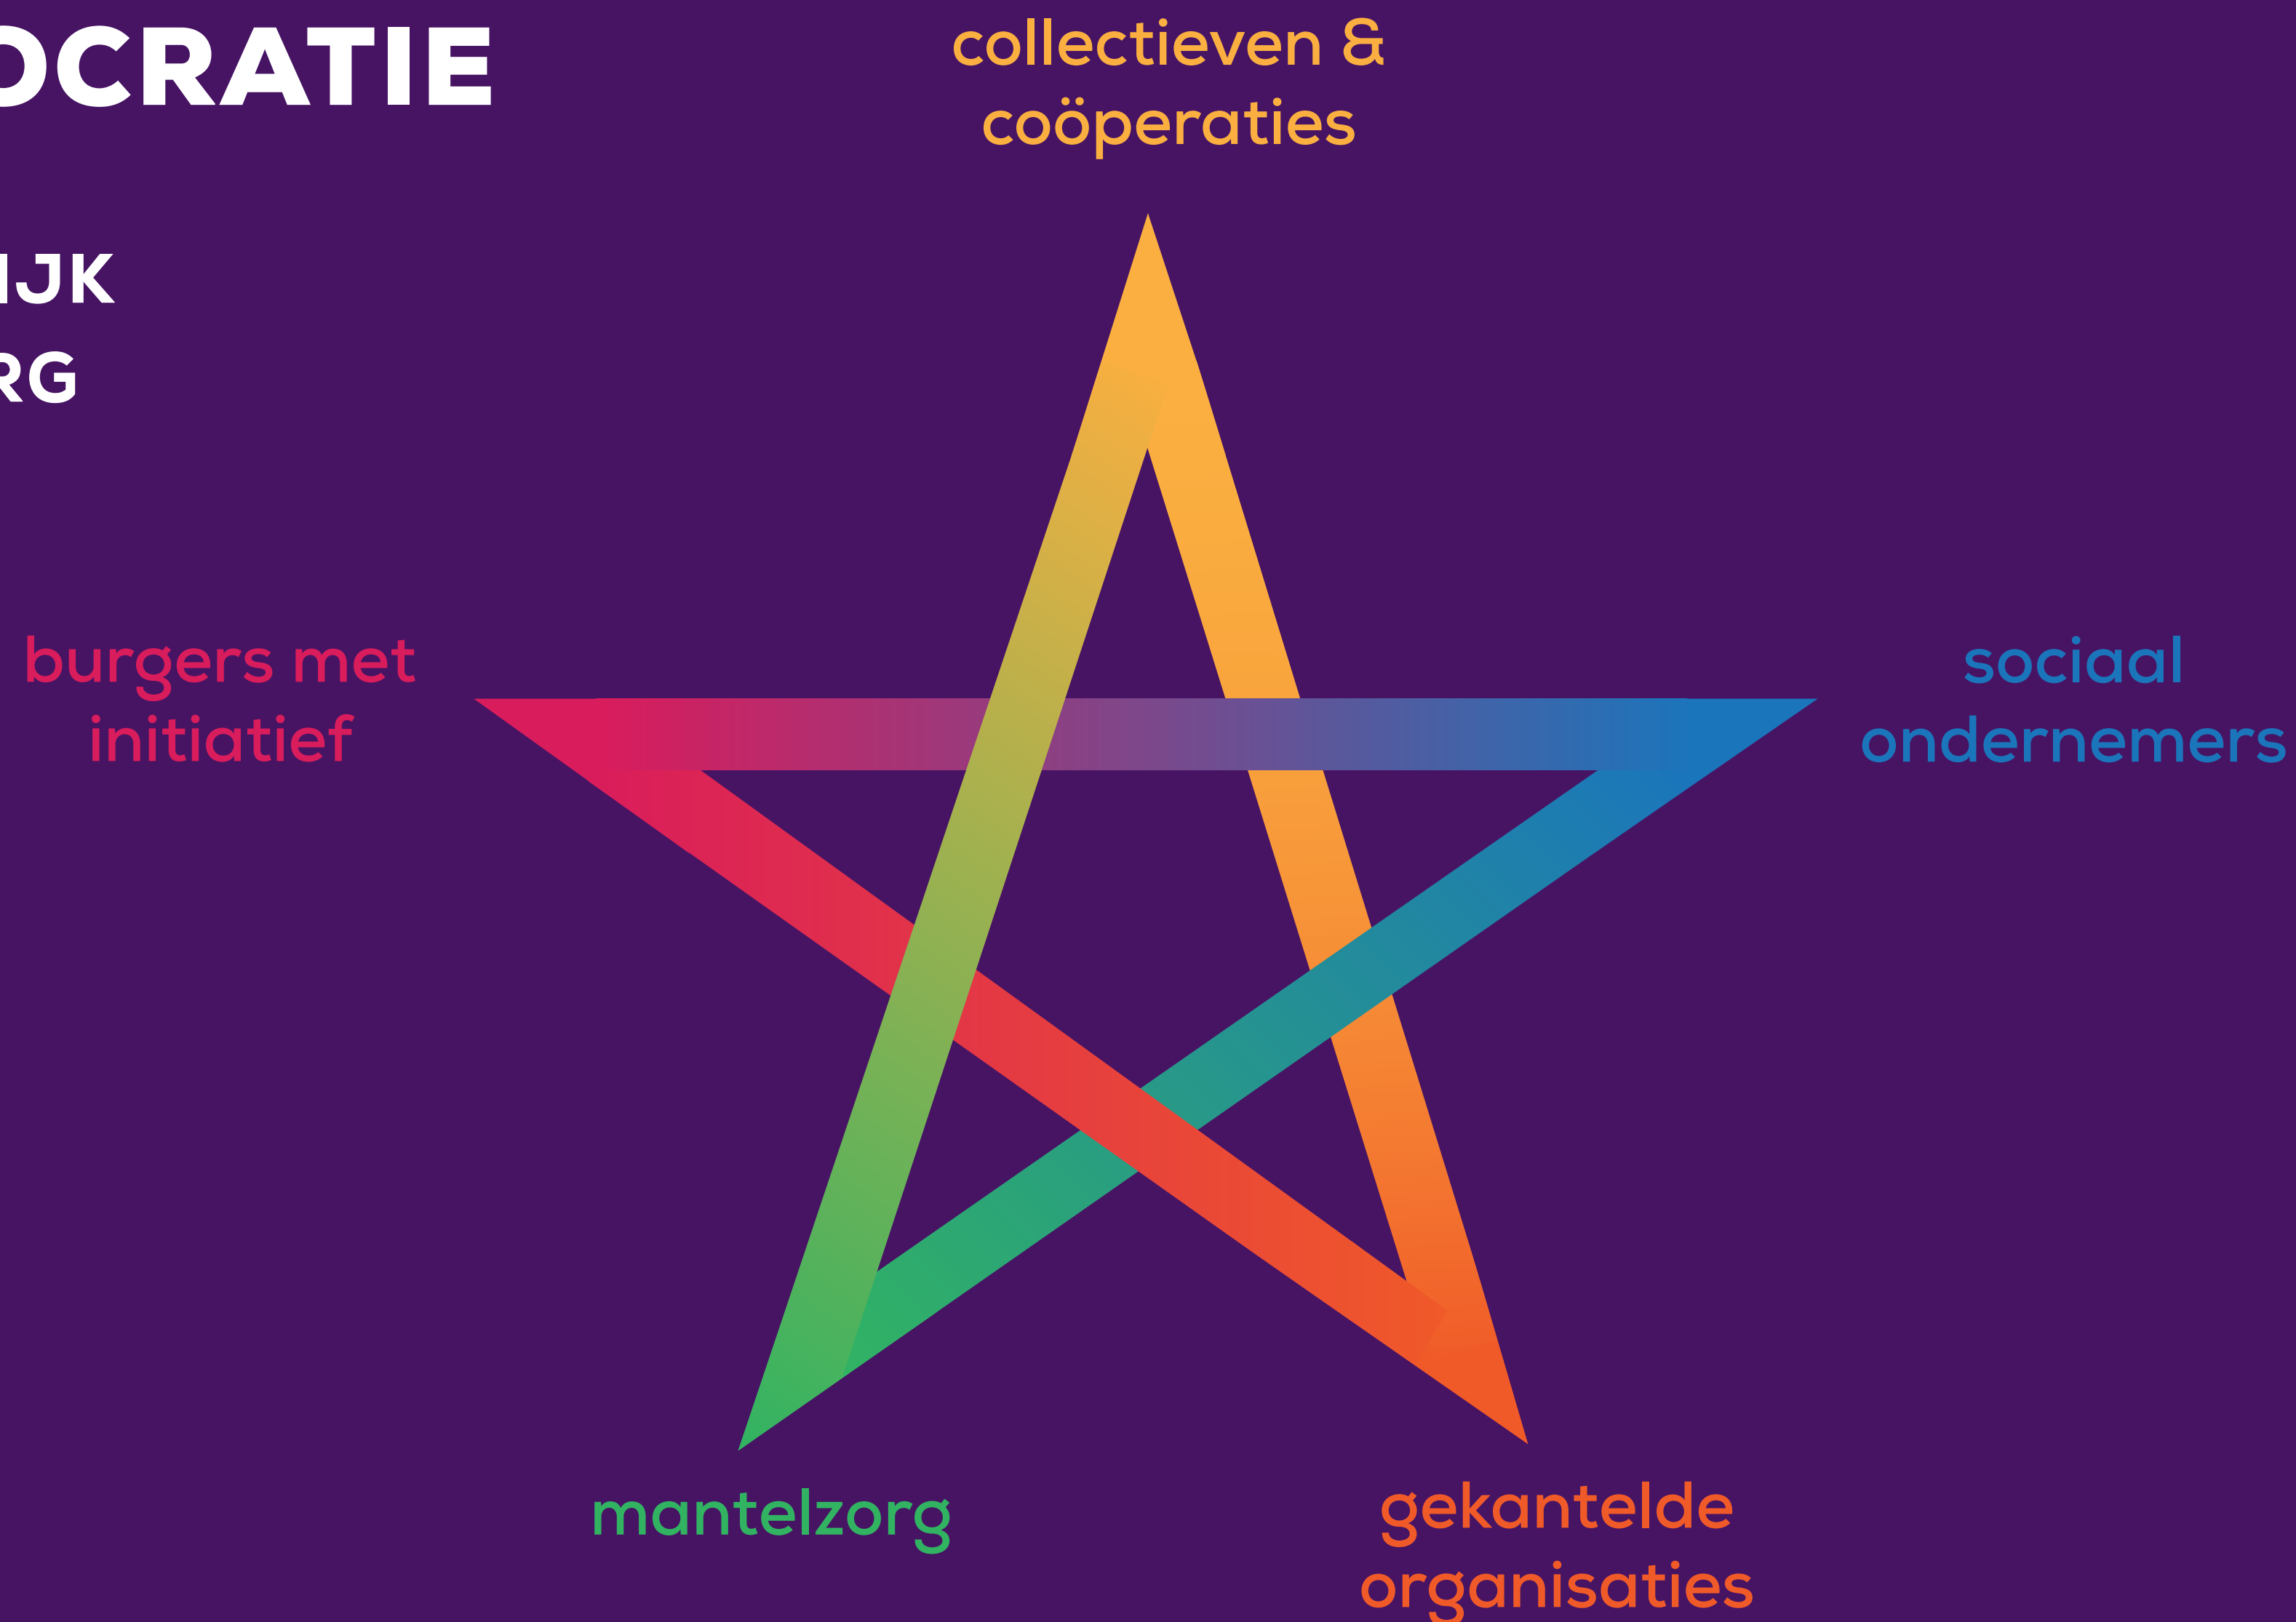 OCRATIE
IJK
RG
collectieven &
coöperaties
burgers met
initiatief
sociaal
ondernemers
mantelzorg
gekantelde
organisaties